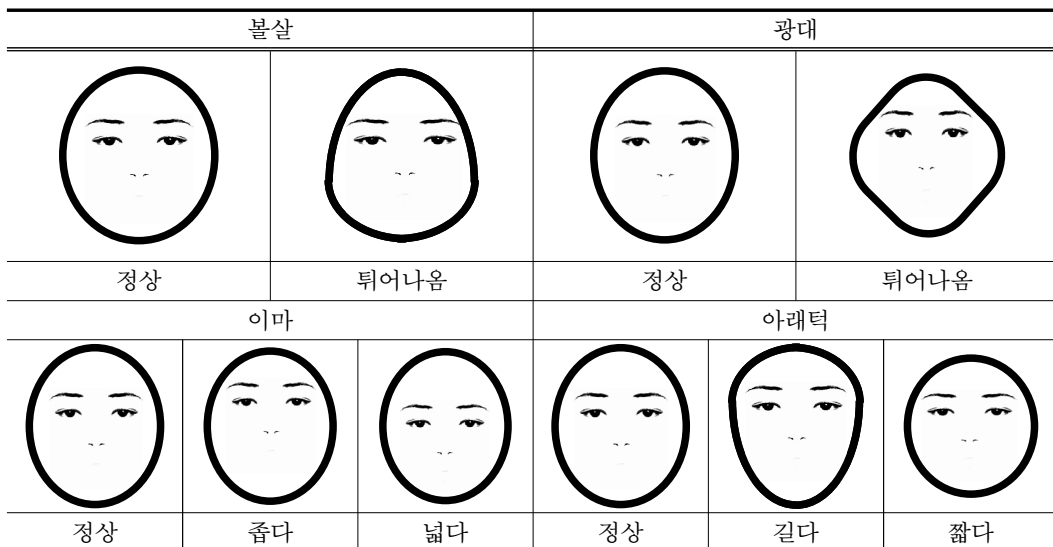 볼살 광대
정상 튀어나옴 정상 튀어나옴
이마 아래턱
정상 좁다 넓다 정상 길다 짧다